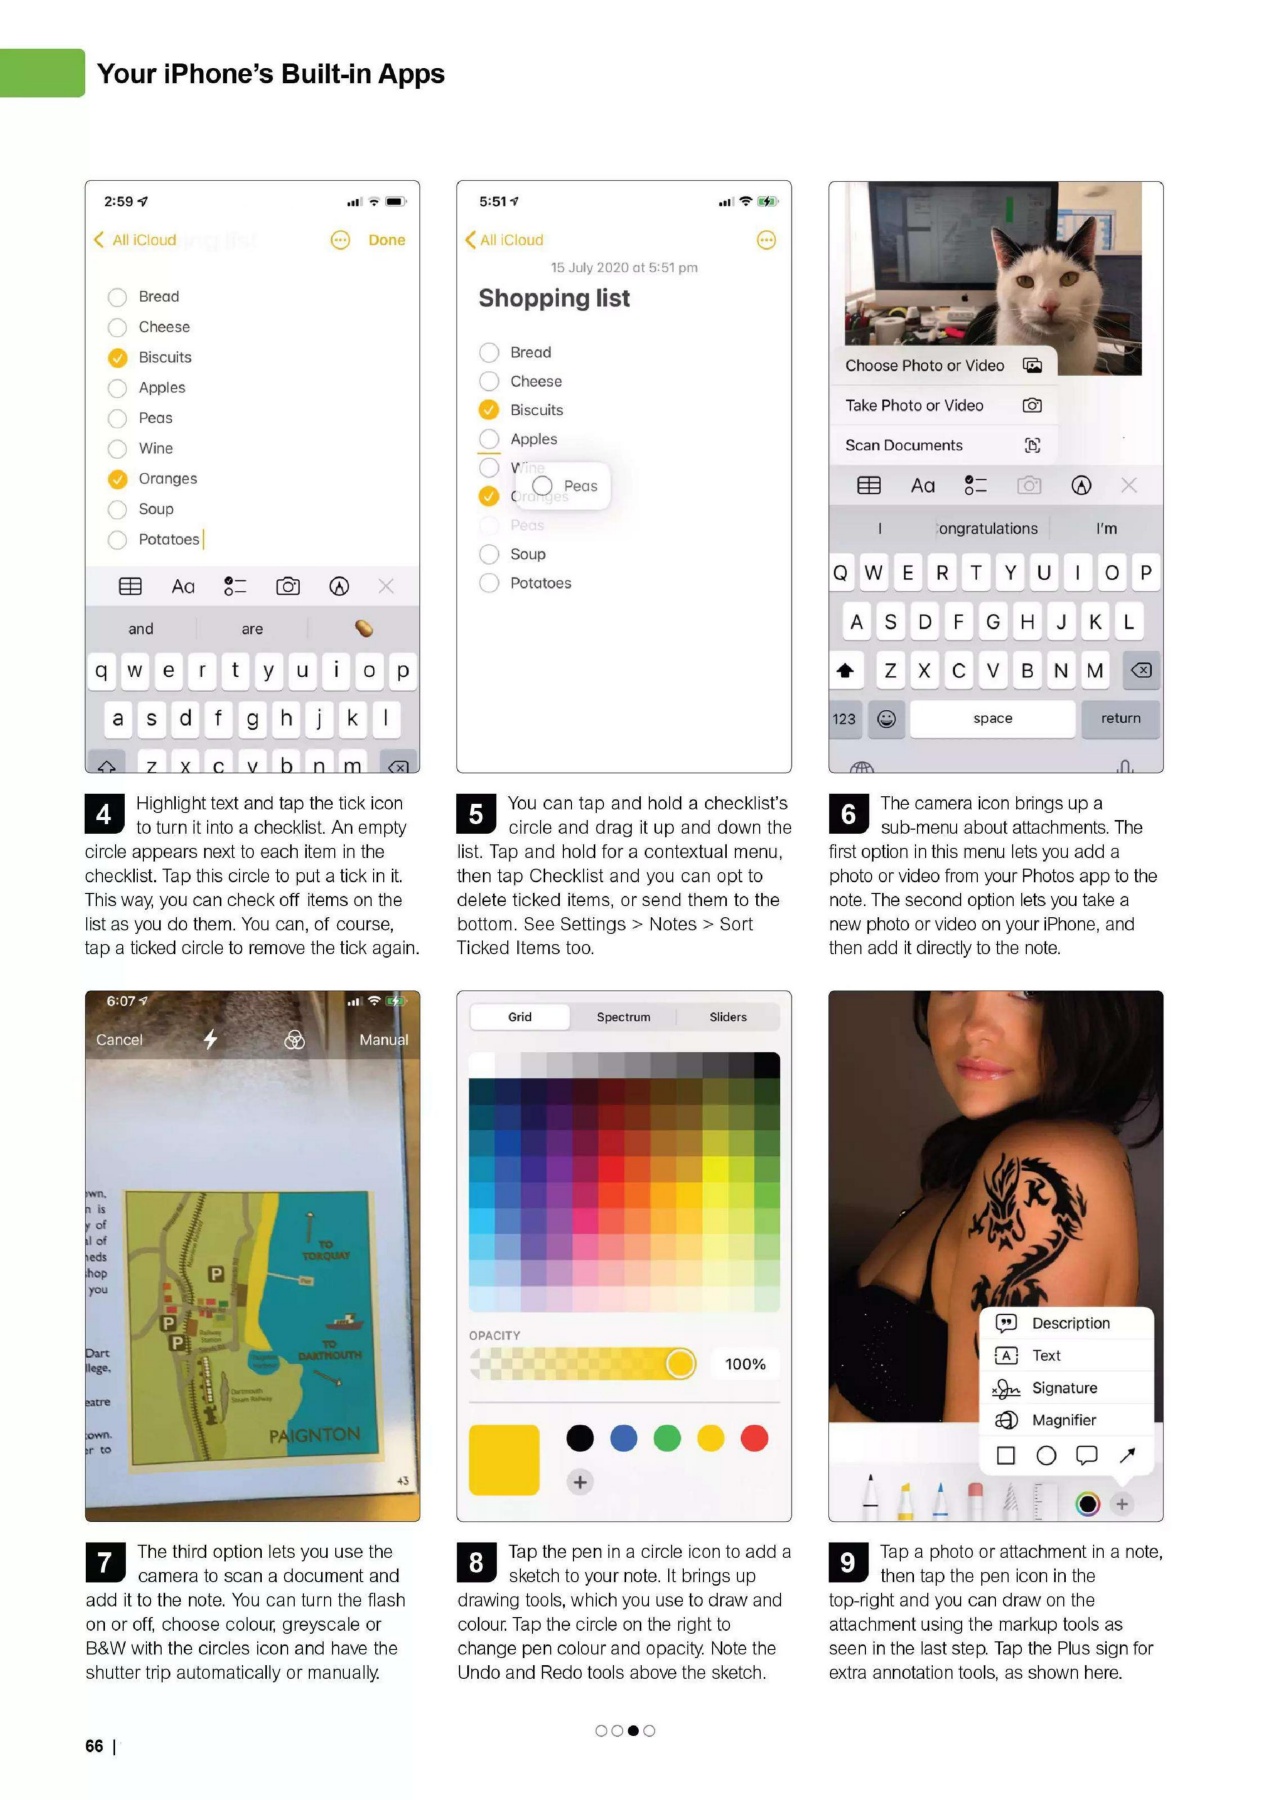 Your iPhone's Built-in Apps
2:59
All iCloud
Done
Bread
Cheese
Biscuits
Apples
Peas
Wine
Oranges
Soup
Potatoes
Aa
and are
q w e r t y u i o p
a s d f g h j k l
z x c v b n m
5:51
All iCloud
15 July 2020 at 5:51 pm
Shopping list
Bread
Cheese
Biscuits
Apples
Wine
Peas
Oranges
Peas
Soup
Potatoes
Choose Photo or Video
Take Photo or Video
Scan Documents
Aa
I ongratulations I'm
Q W E R T Y U I O P
A S D F G H J K L
Z X C V B N M
123 space return
4 Highlight text and tap the tick icon
to turn it into a checklist. An empty
circle appears next to each item in the
checklist. Tap this circle to put a tick in it.
This way, you can check off items on the
list as you do them. You can, of course,
tap a ticked circle to remove the tick again.
5 You can tap and hold a checklist's
circle and drag it up and down the
list. Tap and hold for a contextual menu,
then tap Checklist and you can opt to
delete ticked items, or send them to the
bottom. See Settings > Notes > Sort
Ticked Items too.
6 The camera icon brings up a
sub-menu about attachments. The
first option in this menu lets you add a
photo or video from your Photos app to the
note. The second option lets you take a
new photo or video on your iPhone, and
then add it directly to the note.
6:07
Cancel Manual
own.
n is
y of
al of
neds
hop
you
Dart
llege.
eatre
own.
er to
TO
TORQUAY
P
P
P
Railway
Station
TO
DARTMOUTH
Dartmouth
Steam Railway
PAIGNTON
43
Grid Spectrum Sliders
OPACITY
100%
+
Description
A Text
Signature
Magnifier
+
7 The third option lets you use the
camera to scan a document and
add it to the note. You can turn the flash
on or off, choose colour, greyscale or
B&W with the circles icon and have the
shutter trip automatically or manually.
8 Tap the pen in a circle icon to add a
sketch to your note. It brings up
drawing tools, which you use to draw and
colour. Tap the circle on the right to
change pen colour and opacity. Note the
Undo and Redo tools above the sketch.
9 Tap a photo or attachment in a note,
then tap the pen icon in the
top-right and you can draw on the
attachment using the markup tools as
seen in the last step. Tap the Plus sign for
extra annotation tools, as shown here.
66 |